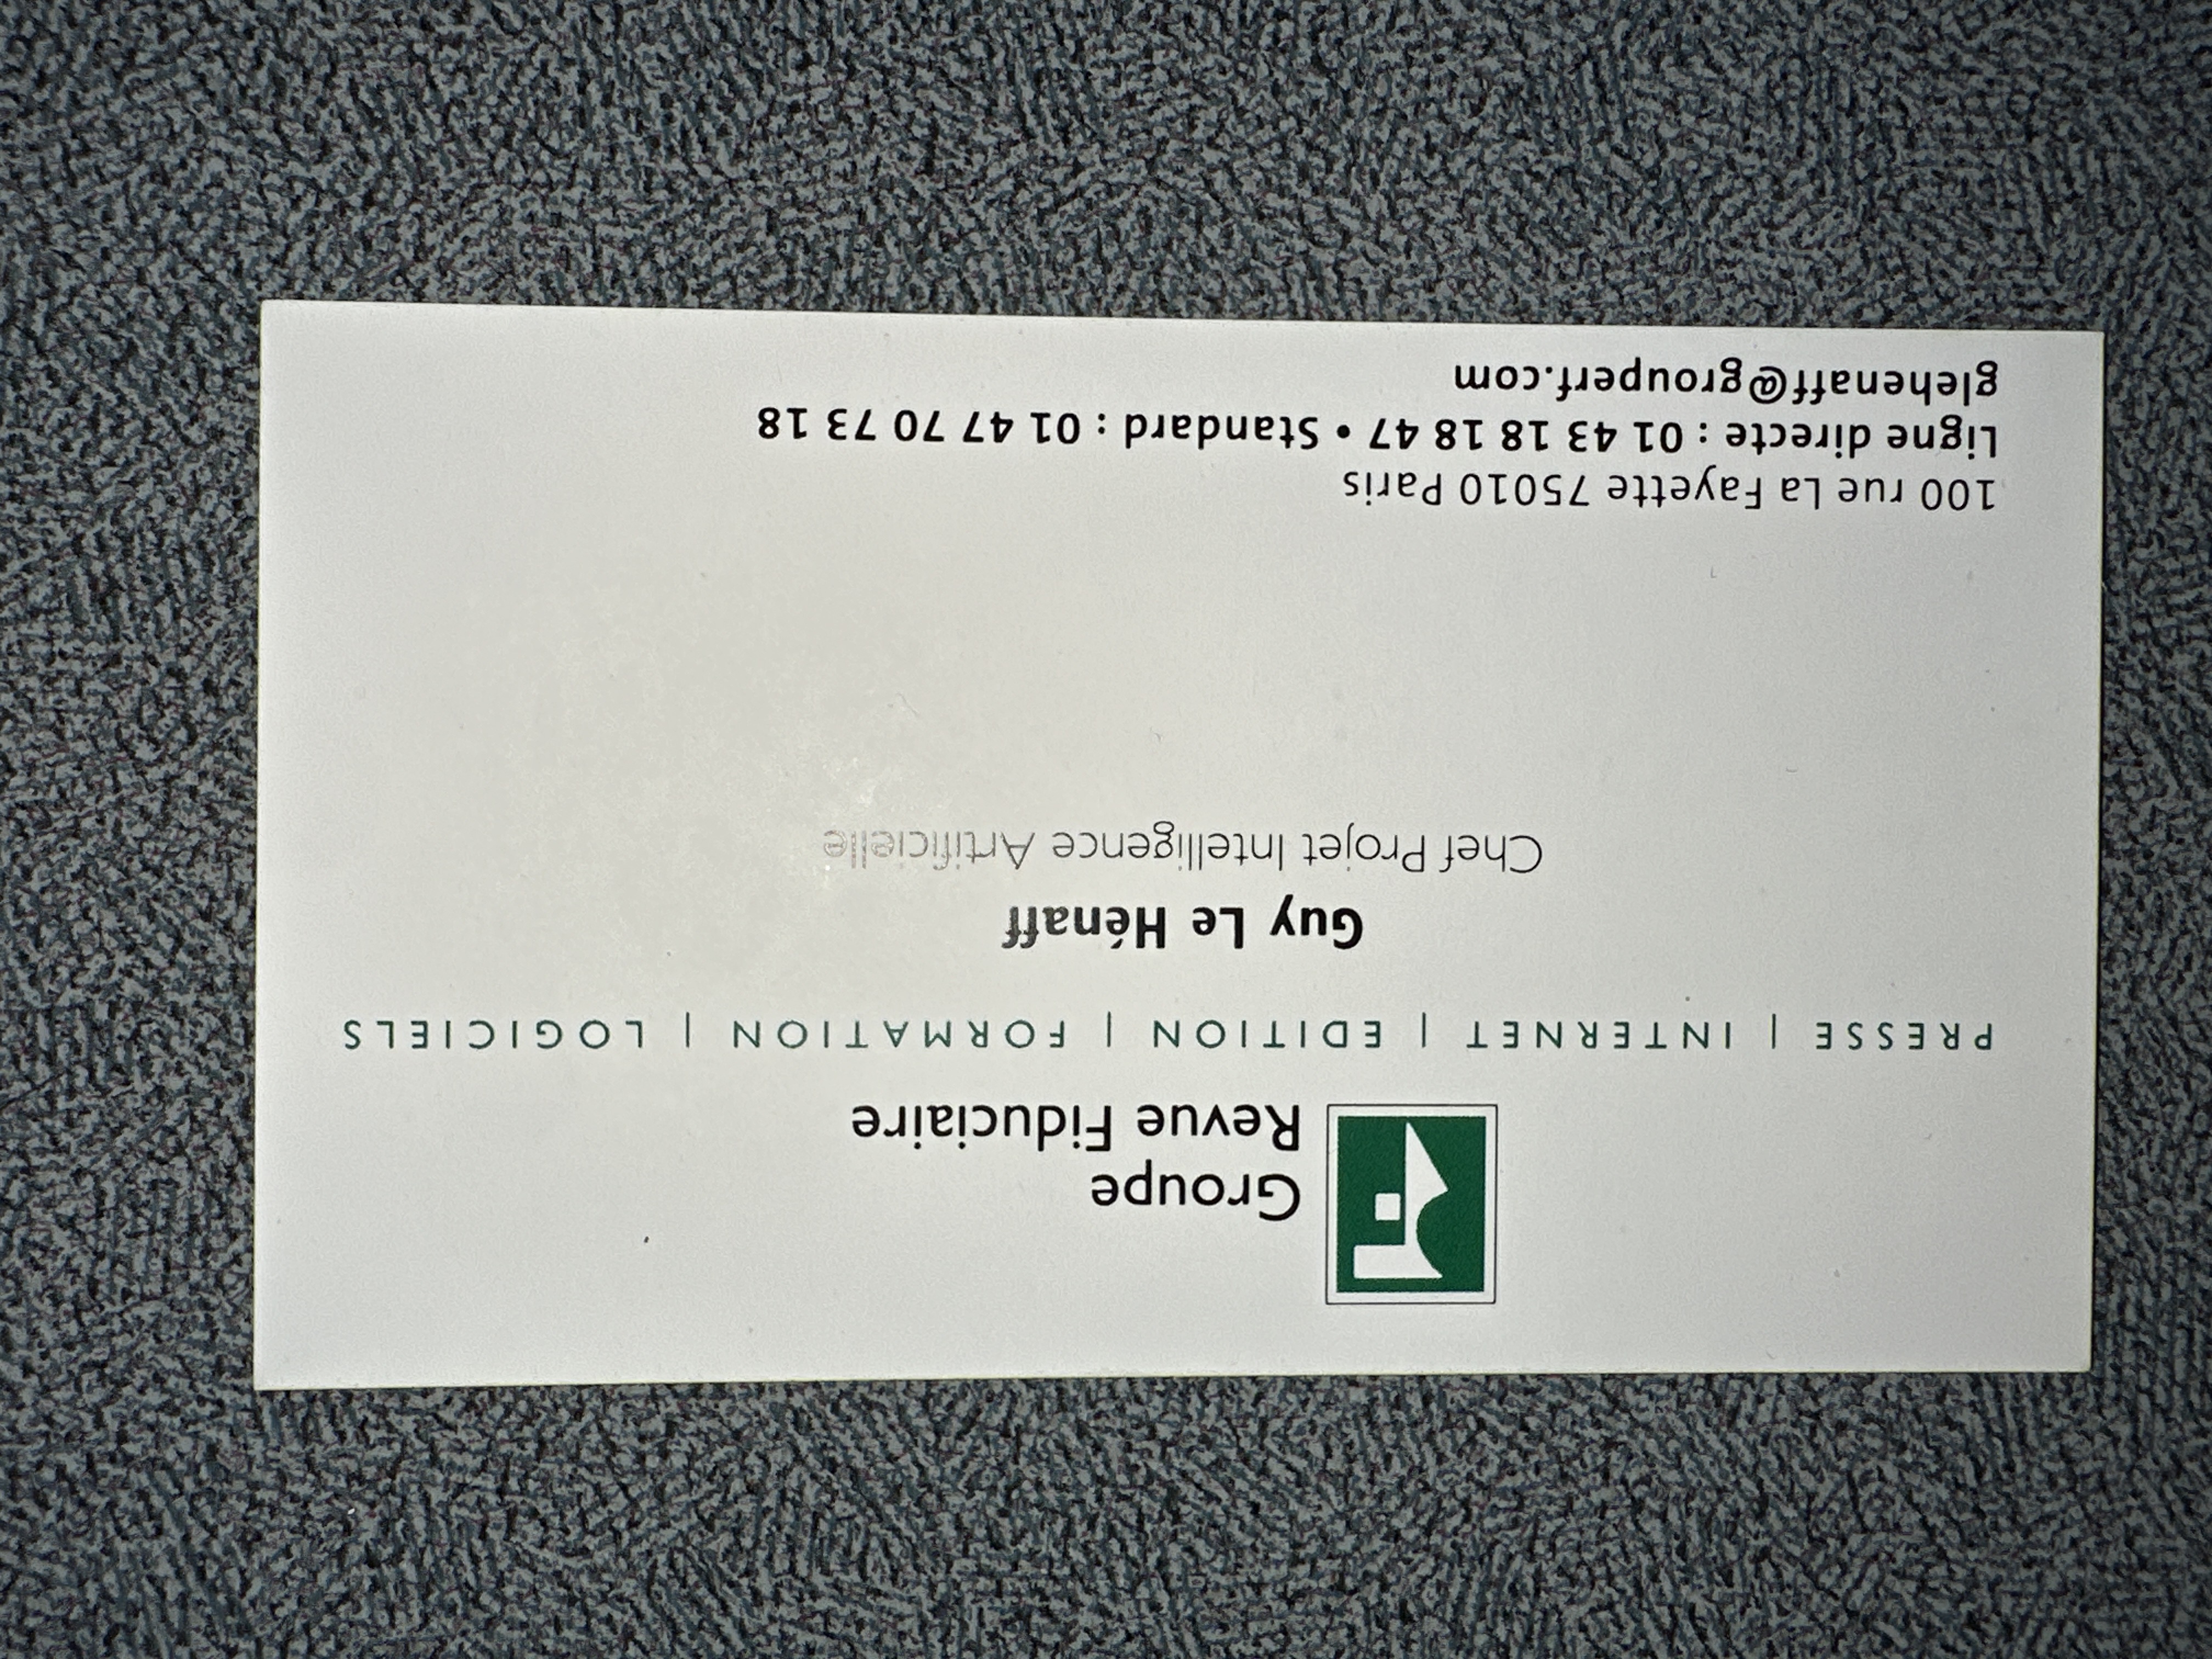 Groupe
Revue Fiduciaire
PRESSE | INTERNET | EDITION | FORMATION | LOGICIELS
Guy Le Hénaff
Chef Projet Intelligence Artificielle
100 rue La Fayette 75010 Paris
Ligne directe : 01 43 18 18 47 • Standard : 01 47 70 73 18
glehenaff@grouperf.com